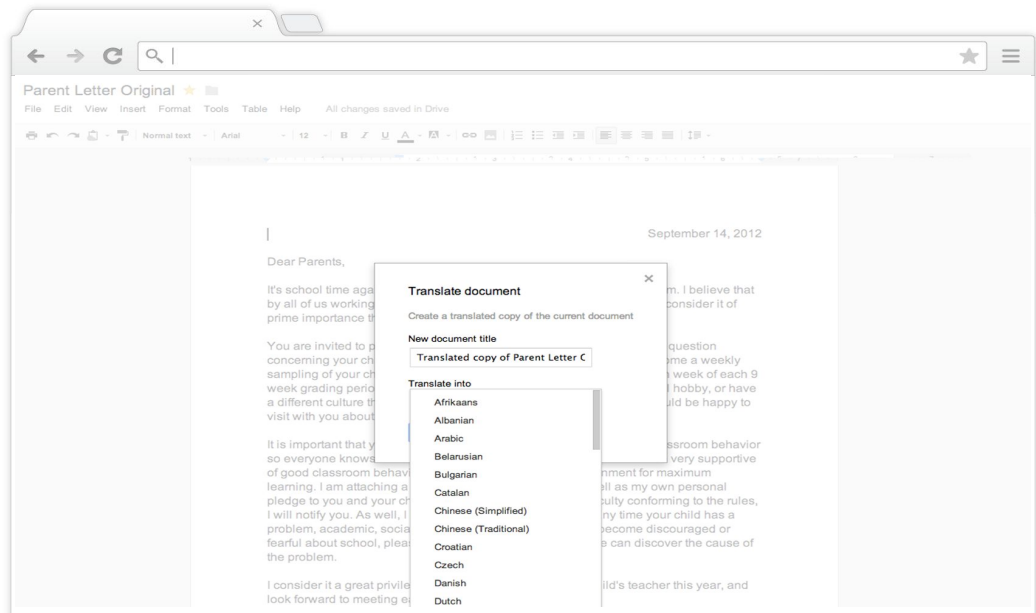 Parent Letter Original
File Edit View Insert Format Tools Table Help All changes saved in Drive
Normal text Arial 12 B I U A A
September 14, 2012
Dear Parents,
It's school time aga m. I believe that
by all of us working consider it of
prime importance th
You are invited to p question
concerning your ch me a weekly
sampling of your ch week of each 9
week grading perio hobby, or have
a different culture th uld be happy to
visit with you about
It is important that y ssroom behavior
so everyone knows very supportive
of good classroom behavi nment for maximum
learning. I am attaching a ell as my own personal
pledge to you and your ch culty conforming to the rules,
I will notify you. As well, I ny time your child has a
problem, academic, socia become discouraged or
fearful about school, pleas e can discover the cause of
the problem.
I consider it a great privile ild's teacher this year, and
look forward to meeting ea
Translate document
Create a translated copy of the current document
New document title
Translated copy of Parent Letter O
Translate into
Afrikaans
Albanian
Arabic
Belarusian
Bulgarian
Catalan
Chinese (Simplified)
Chinese (Traditional)
Croatian
Czech
Danish
Dutch